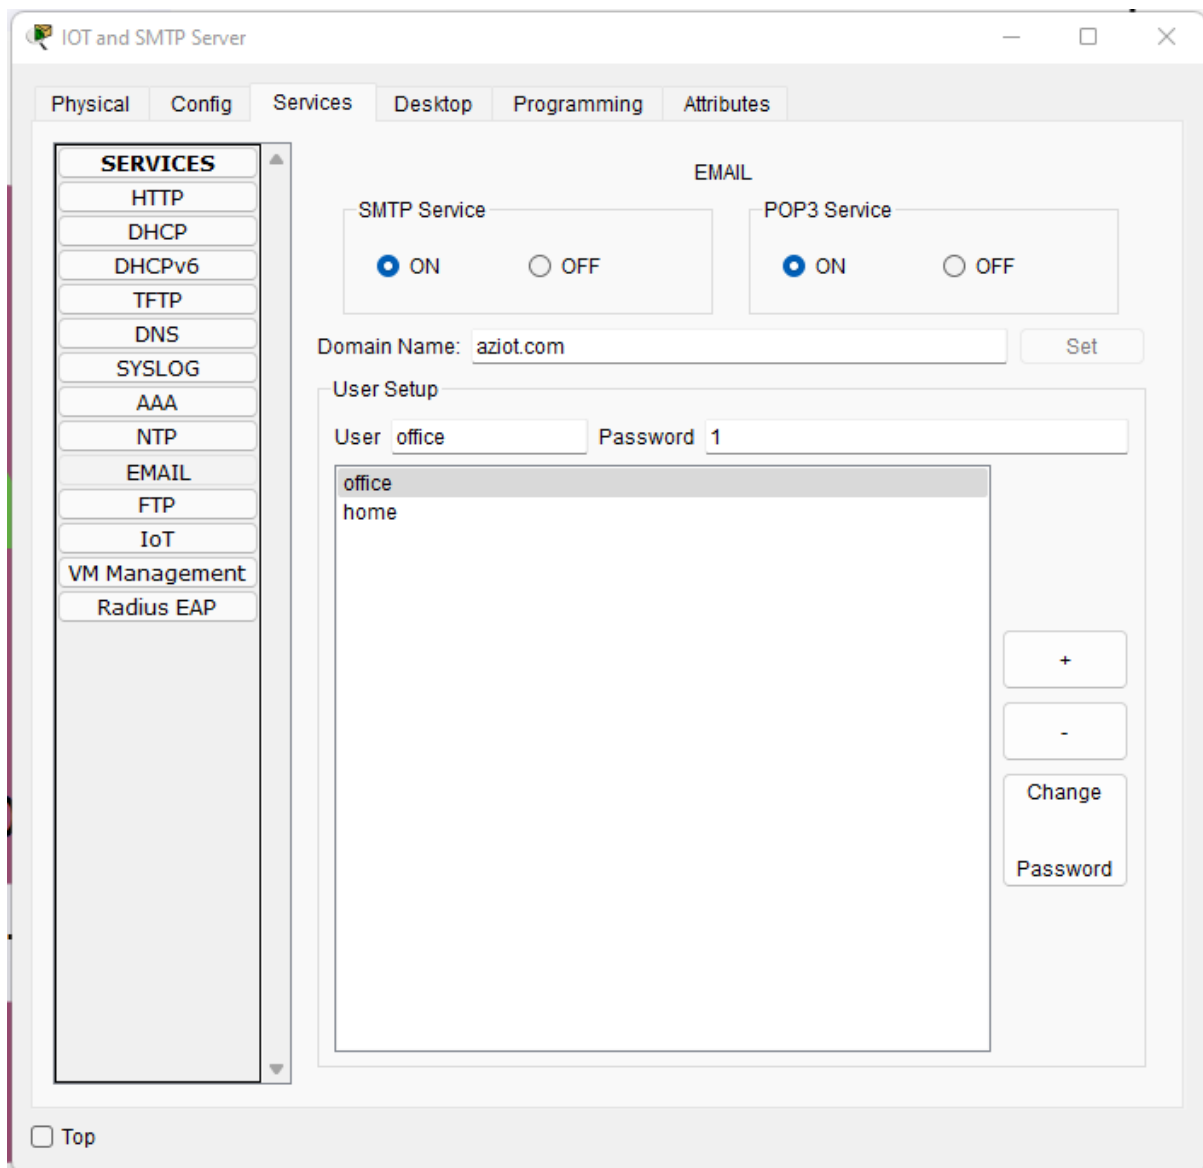 IOT and SMTP Server
Physical Config Services Desktop Programming Attributes
SERVICES
HTTP
DHCP
DHCPv6
TFTP
DNS
SYSLOG
AAA
NTP
EMAIL
FTP
IoT
VM Management
Radius EAP
EMAIL
SMTP Service
ON OFF
POP3 Service
ON OFF
Domain Name: aziot.com Set
User Setup
User office Password 1
office
home
+
-
Change
Password
Top